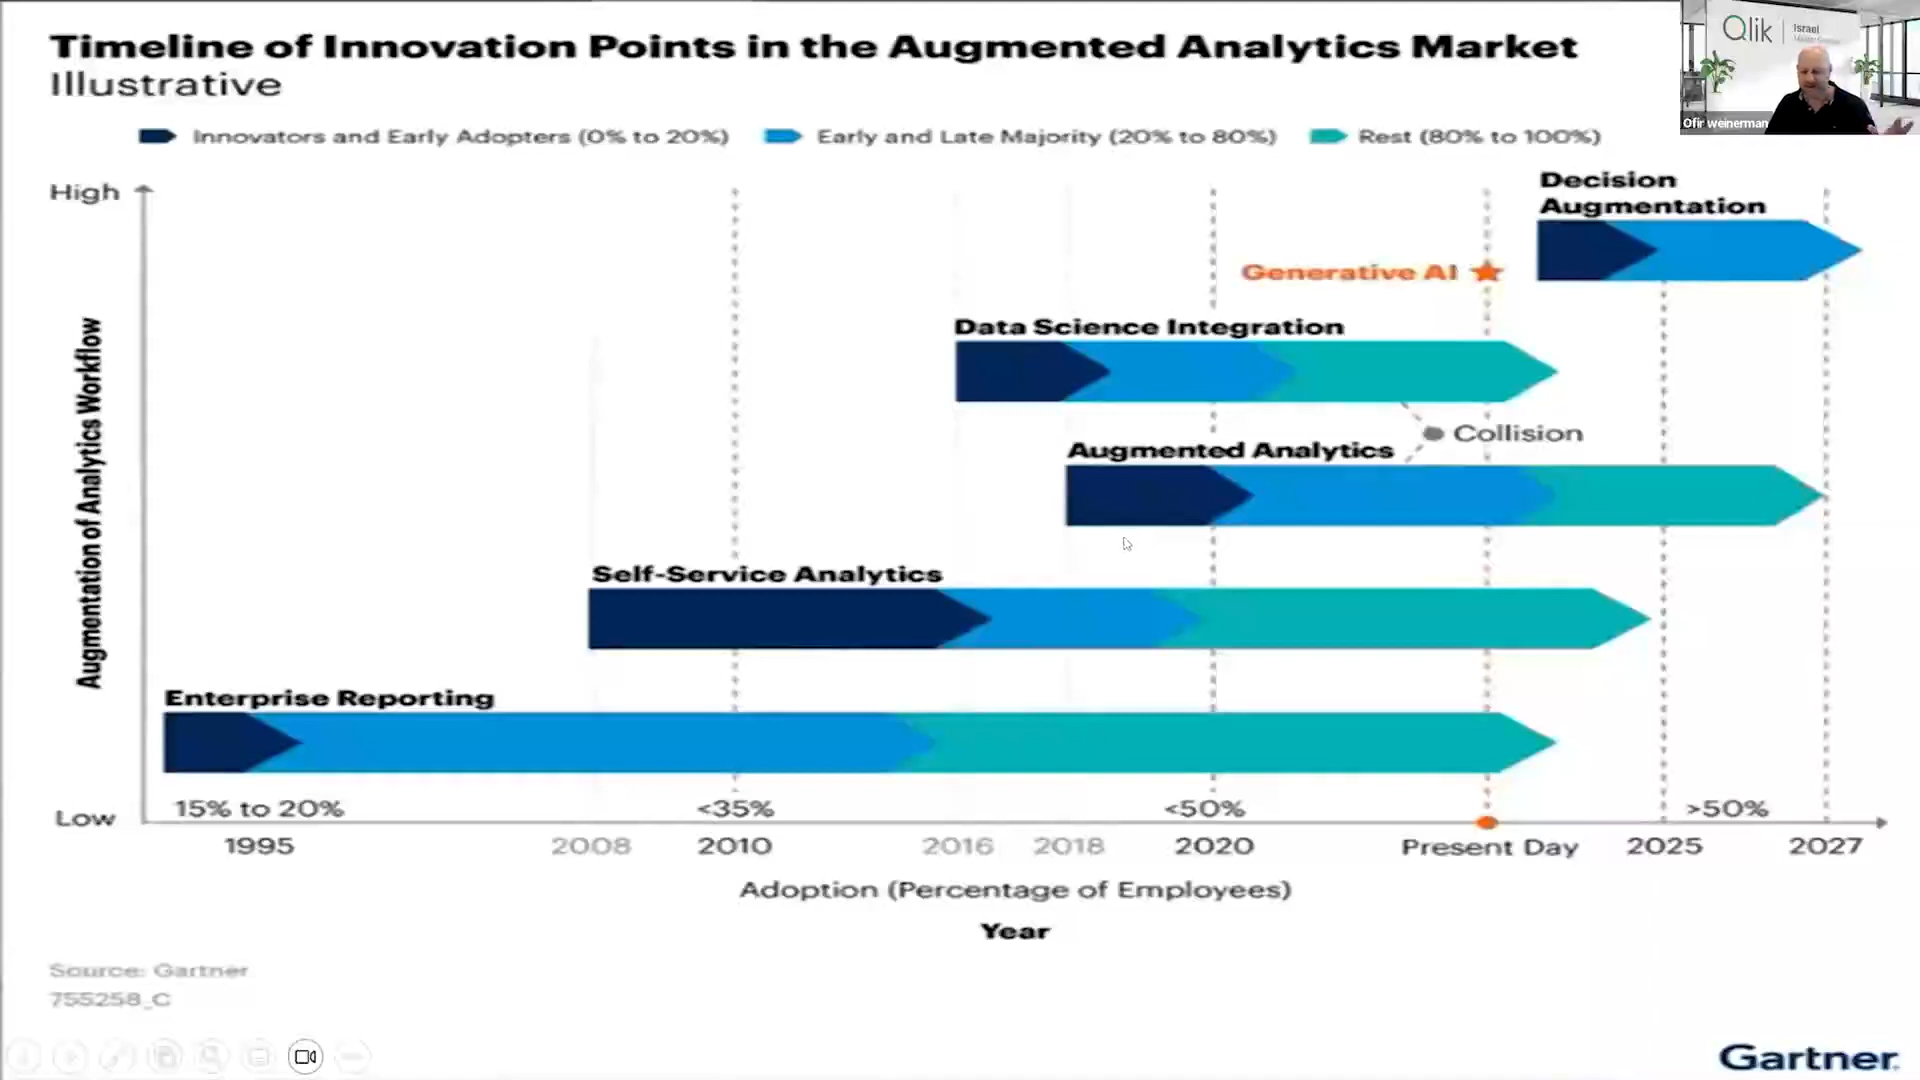 Timeline of Innovation Points in the Augmented Analytics Market
Illustrative
Innovators and Early Adopters (0% to 20%)
Early and Late Majority (20% to 80%)
Rest (80% to 100%)
Qlik
Israel
Ofir weinerman
High
Decision
Augmentation
Generative AI
Data Science Integration
Collision
Augmented Analytics
Augmentation of Analytics Workflow
Self-Service Analytics
Enterprise Reporting
15% to 20%
<35%
<50%
>50%
Low
1995
2008
2010
2016
2018
2020
Present Day
2025
2027
Adoption (Percentage of Employees)
Year
Source: Gartner
755258_C
Gartner.